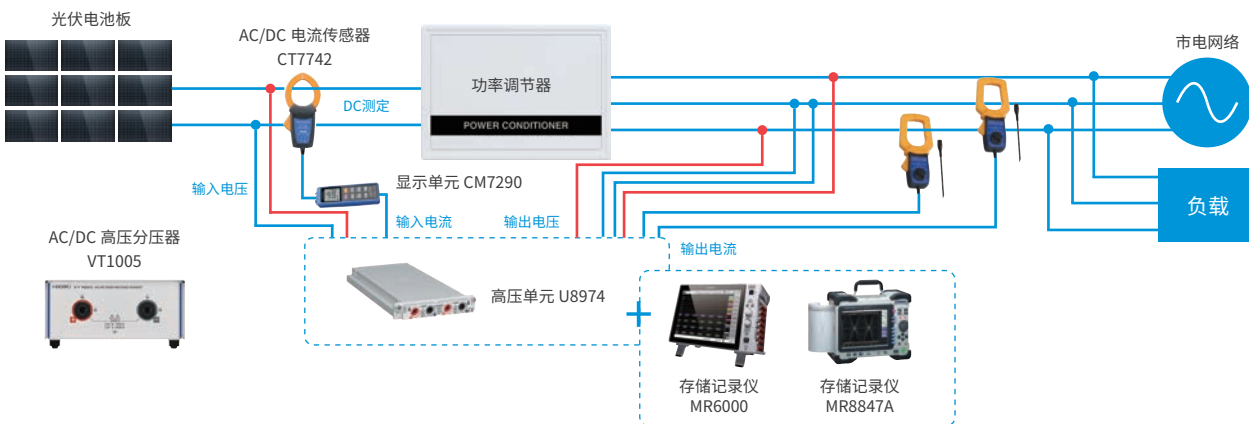 光伏电池板
AC/DC 电流传感器
CT7742
市电网络
功率调节器
DC测定
POWER CONDITIONER
显示单元 CM7290
输入电压
输入电流
输出电压
负载
AC/DC 高压分压器
VT1005
输出电流
高压单元 U8974
+
存储记录仪
MR6000
存储记录仪
MR8847A